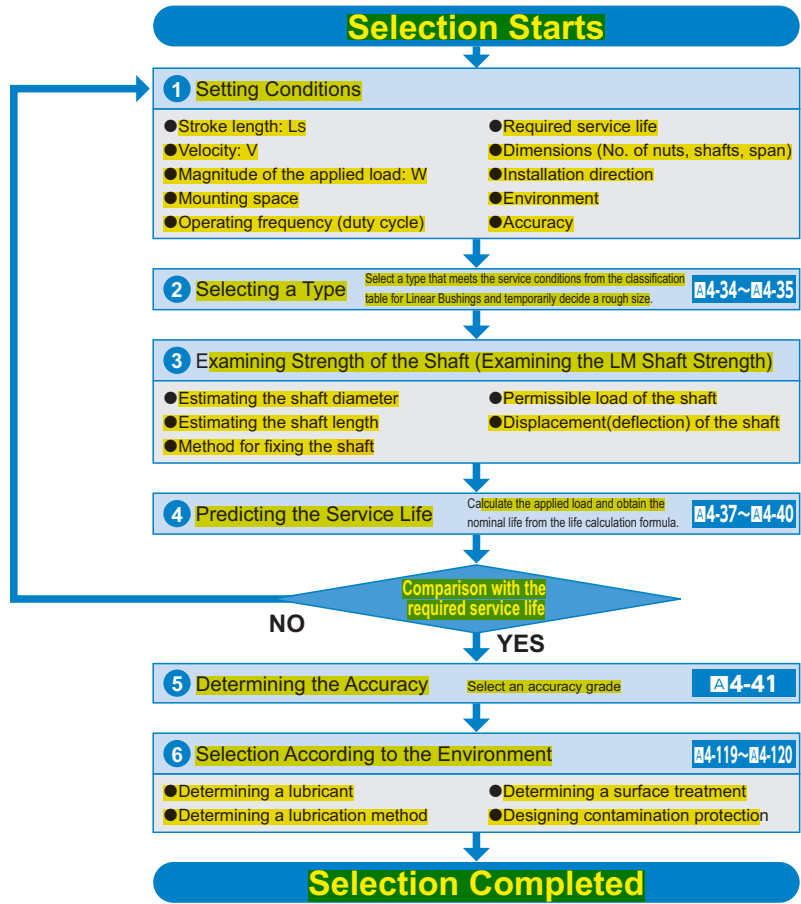 Selection Starts
1 Setting Conditions
●Stroke length: Ls
●Velocity: V
●Magnitude of the applied load: W
●Mounting space
●Operating frequency (duty cycle)
●Required service life
●Dimensions (No. of nuts, shafts, span)
●Installation direction
●Environment
●Accuracy
2 Selecting a Type
Select a type that meets the service conditions from the classification
table for Linear Bushings and temporarily decide a rough size.
A4-34~A4-35
3 Examining Strength of the Shaft (Examining the LM Shaft Strength)
●Estimating the shaft diameter
●Estimating the shaft length
●Method for fixing the shaft
●Permissible load of the shaft
●Displacement(deflection) of the shaft
4 Predicting the Service Life
Calculate the applied load and obtain the
nominal life from the life calculation formula.
A4-37~A4-40
Comparison with the
required service life
NO
YES
5 Determining the Accuracy
Select an accuracy grade
A4-41
6 Selection According to the Environment
A4-119~A4-120
●Determining a lubricant
●Determining a lubrication method
●Determining a surface treatment
●Designing contamination protection
Selection Completed